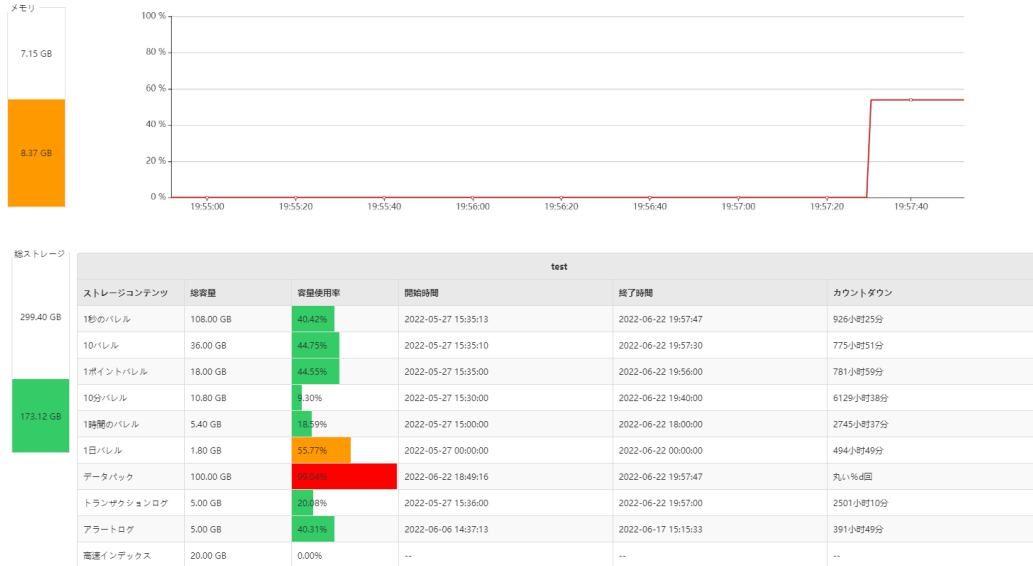 メモリ
7.15 GB
8.37 GB
100 %
80 %
60 %
40 %
20 %
0 %
19:55:00 19:55:20 19:55:40 19:56:00 19:56:20 19:56:40 19:57:00 19:57:20 19:57:40
総ストレージ
299.40 GB
173.12 GB
test
ストレージコンテンツ 総容量 容量使用率 開始時間 終了時間 カウントダウン
1秒のバレル 108.00 GB 40.42% 2022-05-27 15:35:13 2022-06-22 19:57:47 926小时25分
10バレル 36.00 GB 44.75% 2022-05-27 15:35:10 2022-06-22 19:57:30 775小时51分
1ポイントバレル 18.00 GB 44.55% 2022-05-27 15:35:00 2022-06-22 19:56:00 781小时59分
10分バレル 10.80 GB 9.30% 2022-05-27 15:30:00 2022-06-22 19:40:00 6129小时38分
1時間のバレル 5.40 GB 18.59% 2022-05-27 15:00:00 2022-06-22 18:00:00 2745小时37分
1日バレル 1.80 GB 55.77% 2022-05-27 00:00:00 2022-06-22 00:00:00 494小时49分
データパック 100.00 GB 2022-06-22 18:49:16 2022-06-22 19:57:47 丸い%d回
トランザクションログ 5.00 GB 20.08% 2022-05-27 15:36:00 2022-06-22 19:57:00 2501小时10分
アラートログ 5.00 GB 40.31% 2022-06-06 14:37:13 2022-06-17 15:15:33 391小时49分
高速インデックス 20.00 GB 0.00% -- -- --